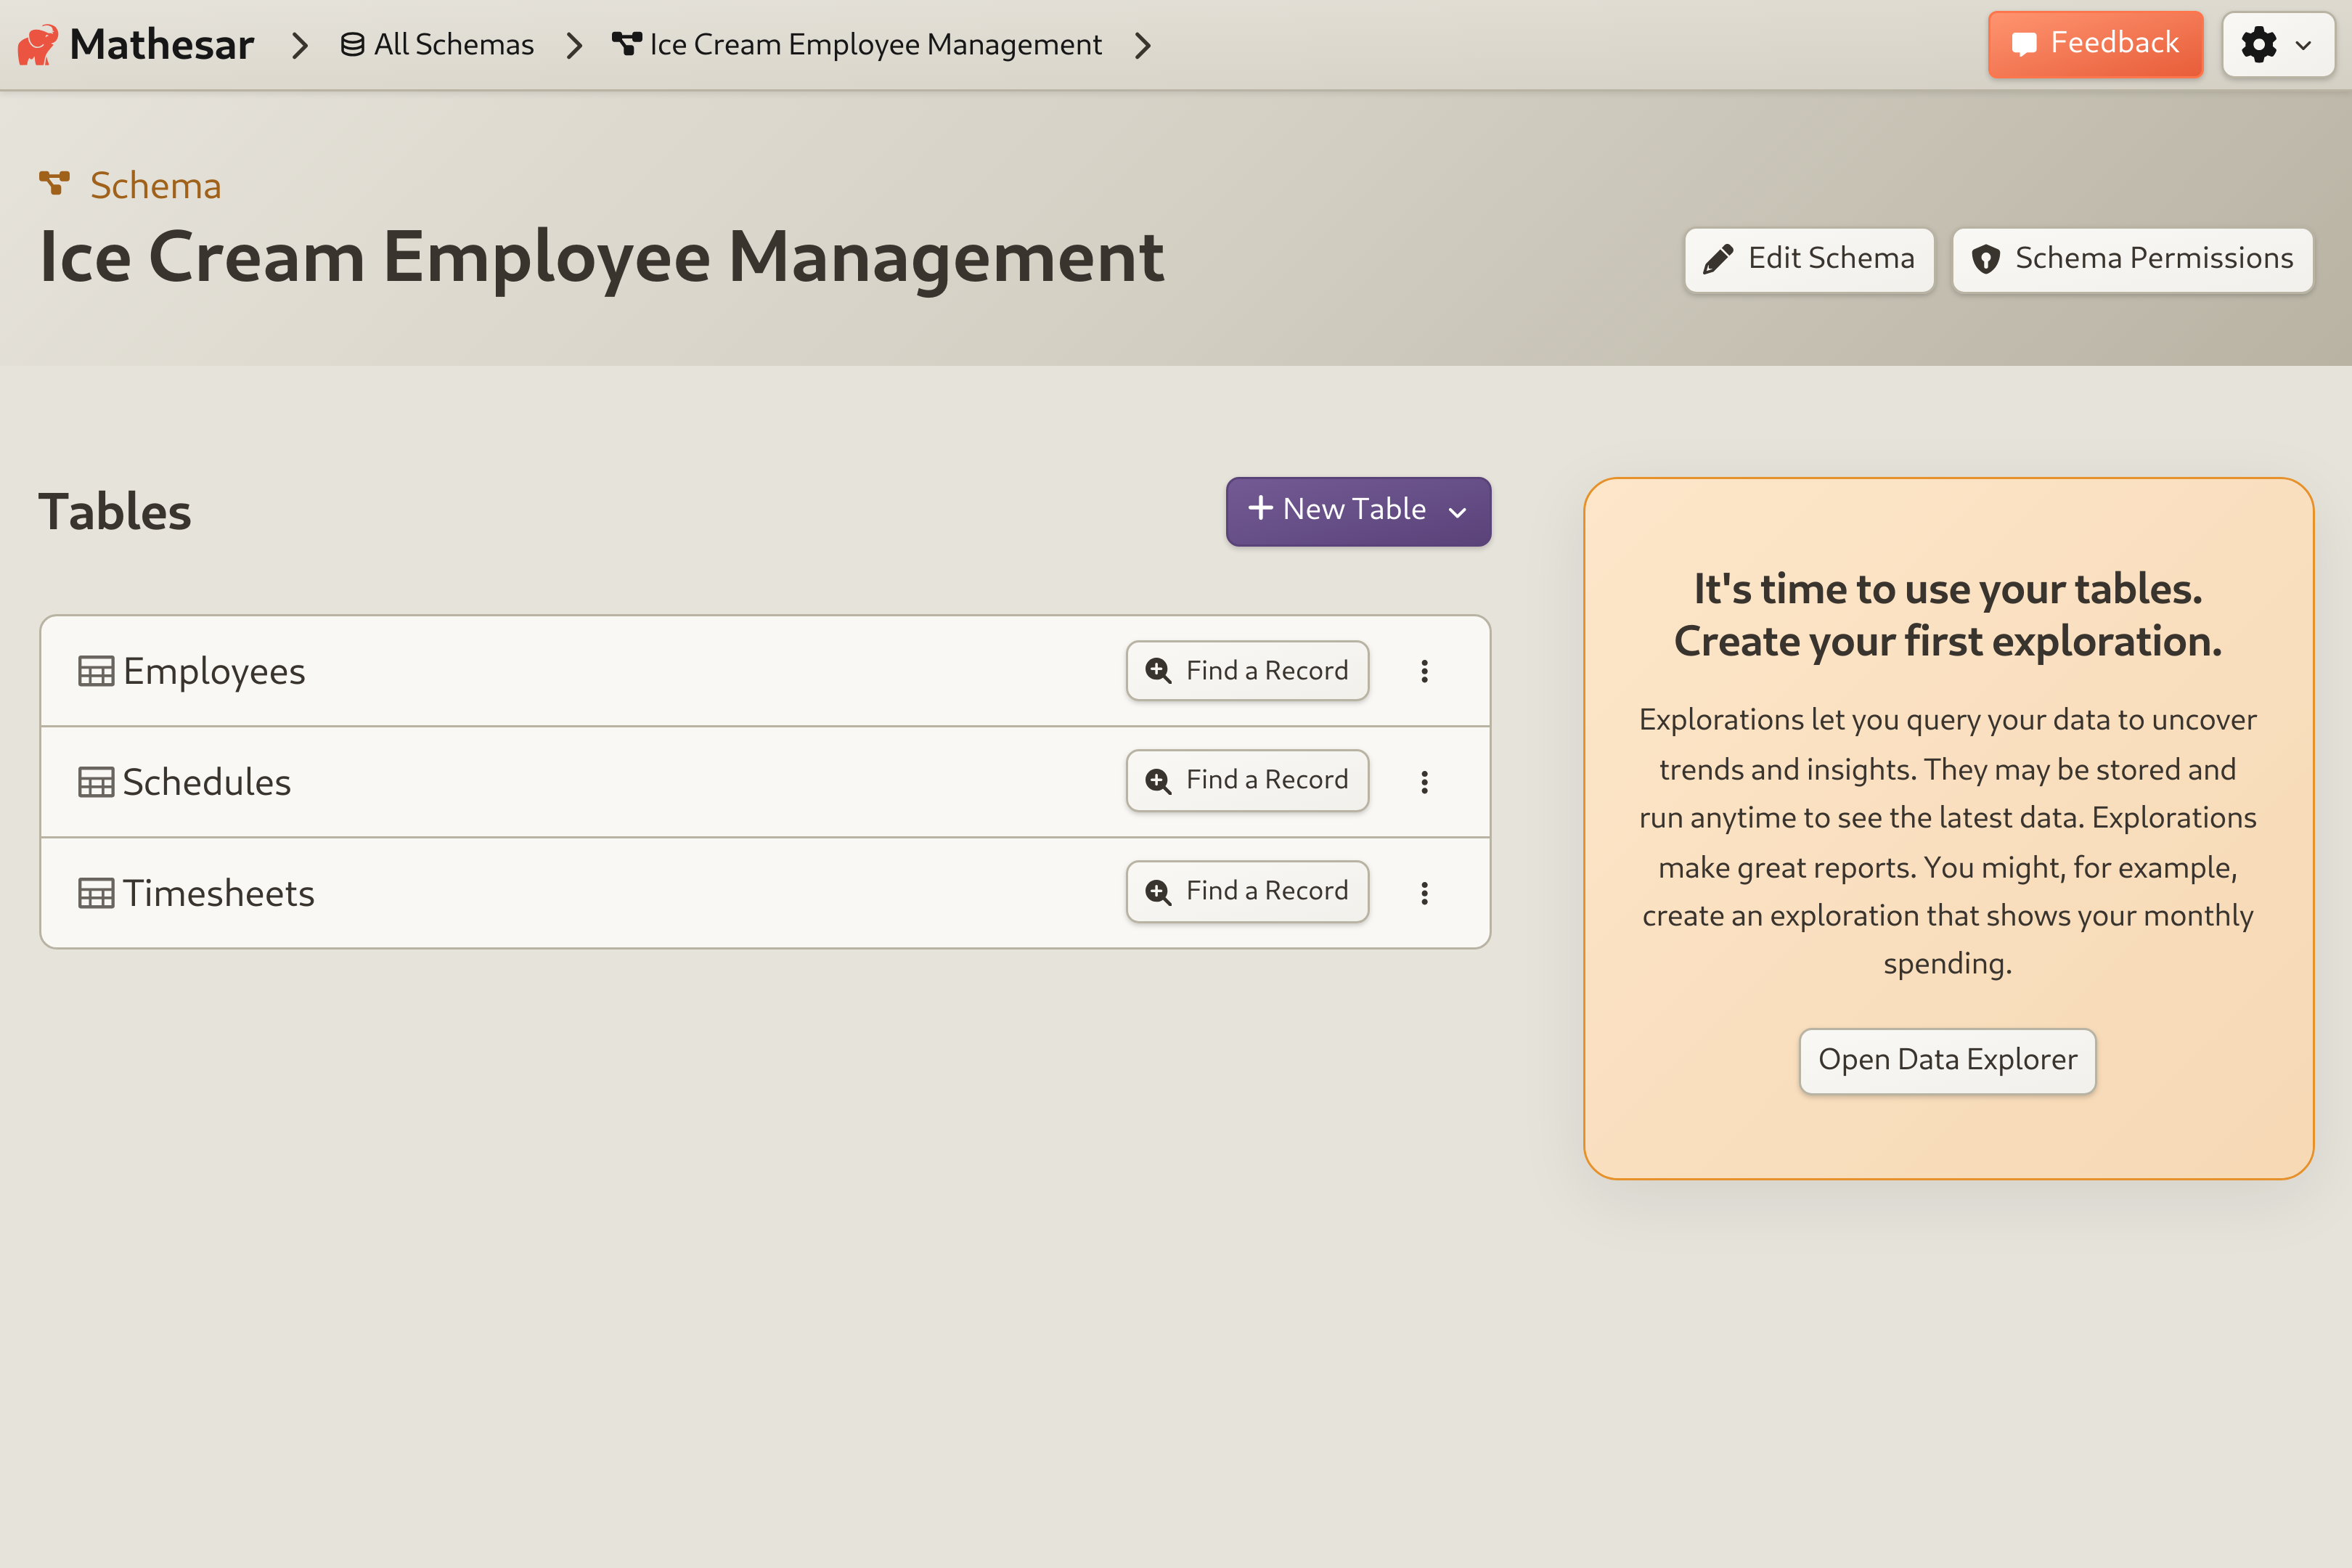 Mathesar All Schemas Ice Cream Employee Management Feedback
Schema
Ice Cream Employee Management
Edit Schema Schema Permissions
Tables
New Table
Employees Find a Record
Schedules Find a Record
Timesheets Find a Record
It's time to use your tables.
Create your first exploration.
Explorations let you query your data to uncover
trends and insights. They may be stored and
run anytime to see the latest data. Explorations
make great reports. You might, for example,
create an exploration that shows your monthly
spending.
Open Data Explorer